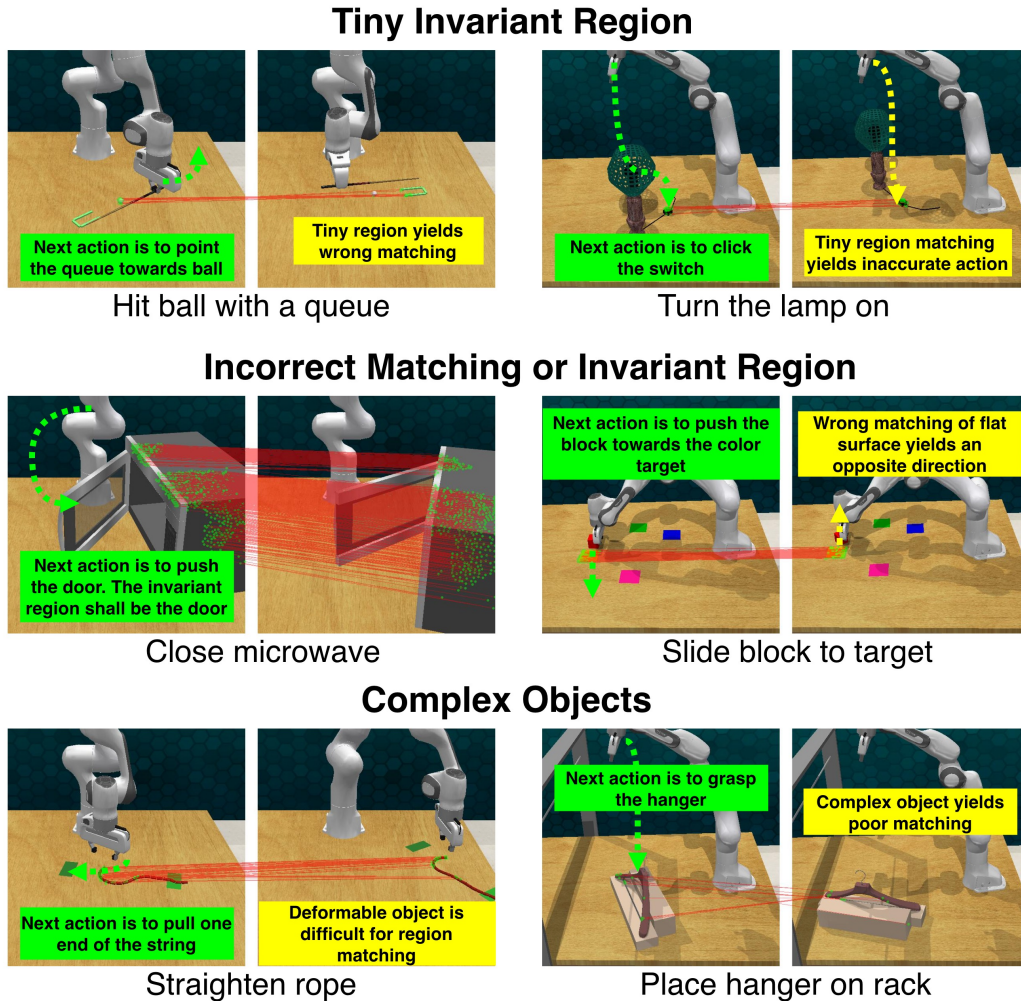 Tiny Invariant Region
Next action is to point
the queue towards ball
Tiny region yields
wrong matching
Next action is to click
the switch
Tiny region matching
yields inaccurate action
Hit ball with a queue
Turn the lamp on
Incorrect Matching or Invariant Region
Next action is to push
the door. The invariant
region shall be the door
Next action is to push the
block towards the color
target
Wrong matching of flat
surface yields an
opposite direction
Close microwave
Slide block to target
Complex Objects
Next action is to pull one
end of the string
Deformable object is
difficult for region
matching
Next action is to grasp
the hanger
Complex object yields
poor matching
Straighten rope
Place hanger on rack